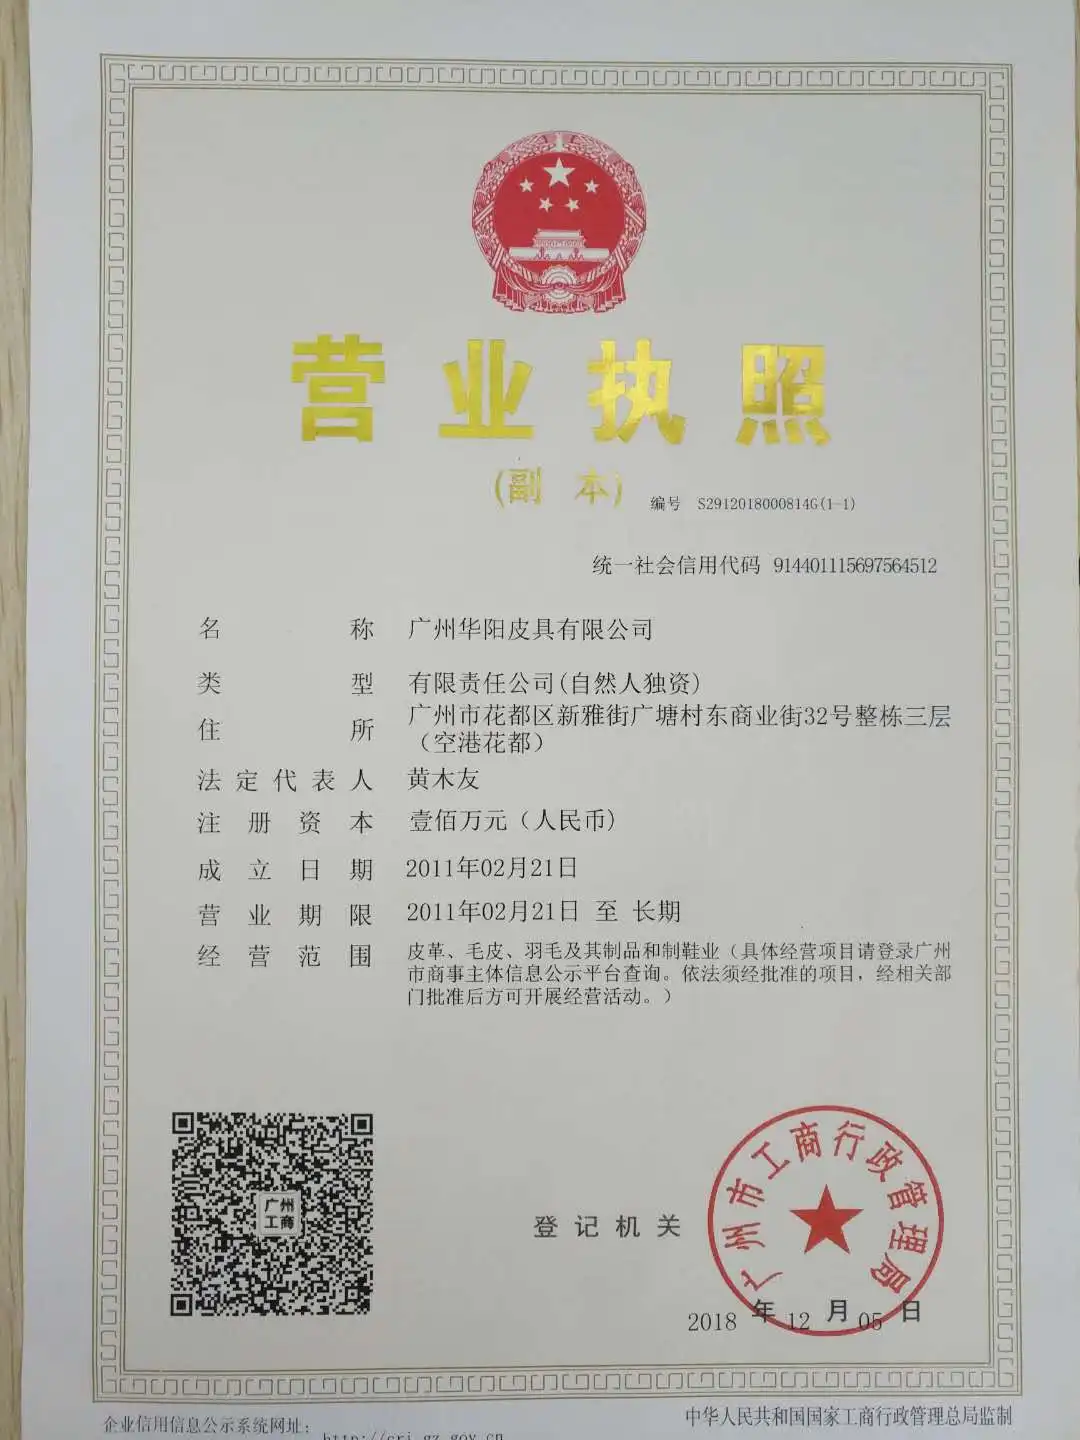 营业执照
(副 本)
编号 S2912018000814G(1-1)
统一社会信用代码 914401115697564512
名 称 广州华阳皮具有限公司
类 型 有限责任公司(自然人独资)
住 所 广州市花都区新雅街广塘村东商业街32号整栋三层
（空港花都）
法定代表人 黄木友
注册资本 壹佰万元（人民币）
成立日期 2011年02月21日
营业期限 2011年02月21日 至 长期
经营范围 皮革、毛皮、羽毛及其制品和制鞋业（具体经营项目请登录广州
市商事主体信息公示平台查询。依法须经批准的项目，经相关部
门批准后方可开展经营活动。）
广州
工商
登记机关
广州市工商行政管理局
2018 年 12 月 05 日
企业信用信息公示系统网址：
http://cri.gz.gov.cn
中华人民共和国国家工商行政管理总局监制